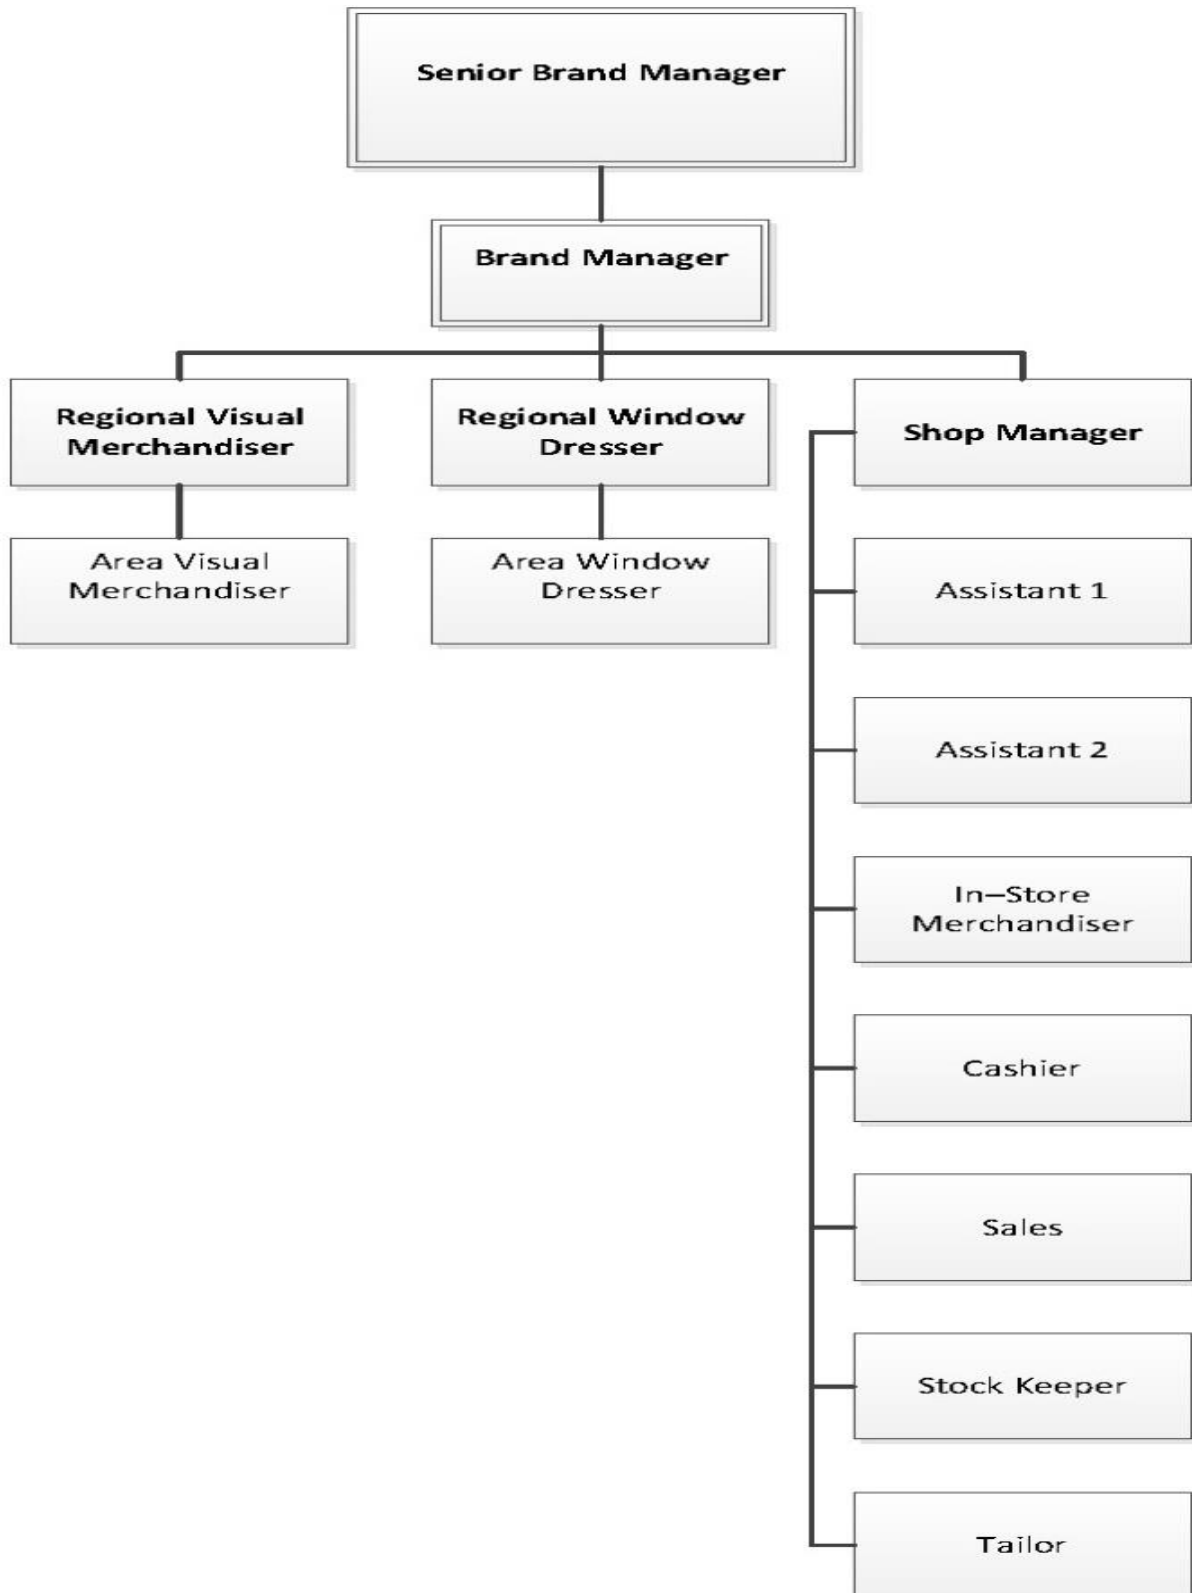 Senior Brand Manager
Brand Manager
Regional Visual
Merchandiser
Regional Window
Dresser
Shop Manager
Area Visual
Merchandiser
Area Window
Dresser
Assistant 1
Assistant 2
In–Store
Merchandiser
Cashier
Sales
Stock Keeper
Tailor